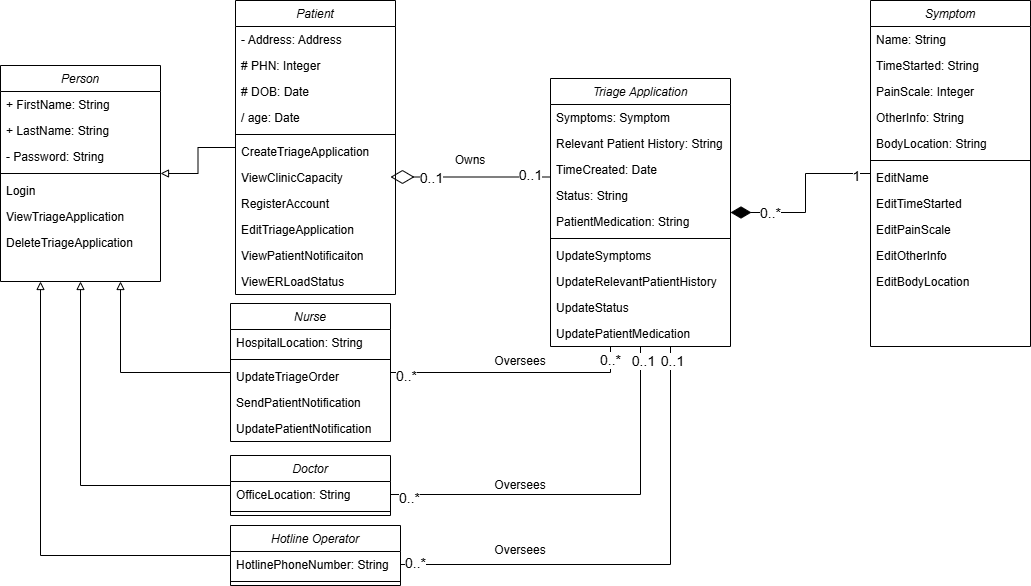 Person
+ FirstName: String
+ LastName: String
- Password: String
Login
ViewTriageApplication
DeleteTriageApplication
Patient
- Address: Address
# PHN: Integer
# DOB: Date
/ age: Date
CreateTriageApplication
ViewClinicCapacity
RegisterAccount
EditTriageApplication
ViewPatientNotificaiton
ViewERLoadStatus
Owns
0..1
0..1
Triage Application
Symptoms: Symptom
Relevant Patient History: String
TimeCreated: Date
Status: String
PatientMedication: String
UpdateSymptoms
UpdateRelevantPatientHistory
UpdateStatus
UpdatePatientMedication
0..*
1
Symptom
Name: String
TimeStarted: String
PainScale: Integer
OtherInfo: String
BodyLocation: String
EditName
EditTimeStarted
EditPainScale
EditOtherInfo
EditBodyLocation
Nurse
HospitalLocation: String
UpdateTriageOrder
SendPatientNotification
UpdatePatientNotification
0..*
Oversees
0..*
0..1
0..1
Doctor
OfficeLocation: String
0..*
Oversees
Hotline Operator
HotlinePhoneNumber: String
0..*
Oversees